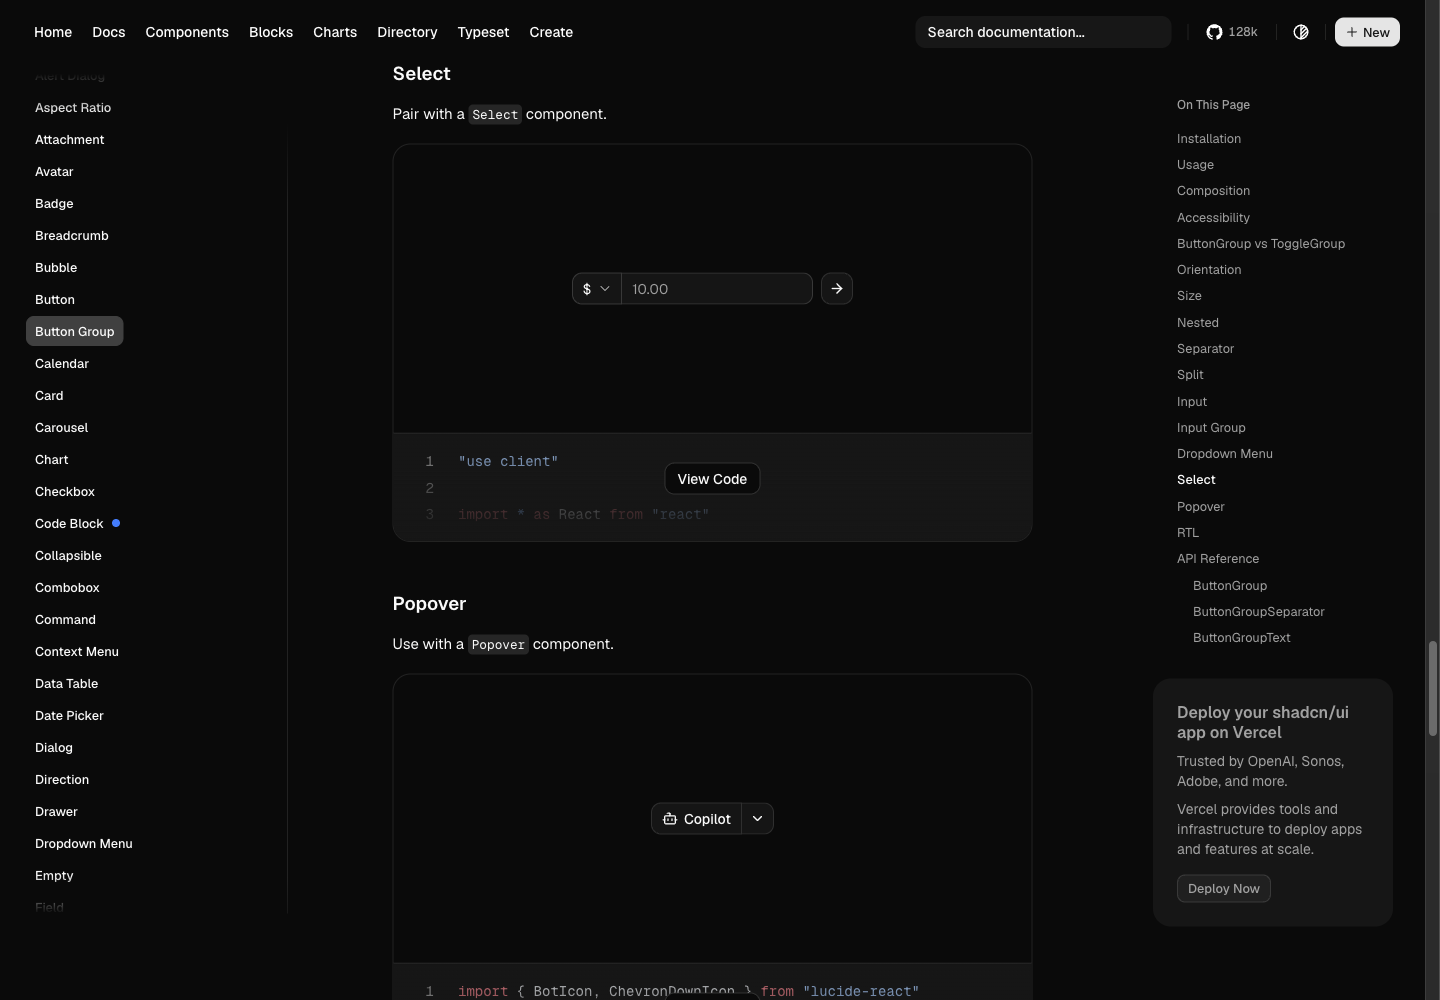 Home Docs Components Blocks Charts Directory Typeset Create
Search documentation...
128k
New
Alert Dialog
Aspect Ratio
Attachment
Avatar
Badge
Breadcrumb
Bubble
Button
Button Group
Calendar
Card
Carousel
Chart
Checkbox
Code Block
Collapsible
Combobox
Command
Context Menu
Data Table
Date Picker
Dialog
Direction
Drawer
Dropdown Menu
Empty
Field
Select
Pair with a Select component.
$ 10.00
1 "use client"
2
3 import * as React from "react"
View Code
Popover
Use with a Popover component.
Copilot
1 import { BotIcon, ChevronDownIcon } from "lucide-react"
On This Page
Installation
Usage
Composition
Accessibility
ButtonGroup vs ToggleGroup
Orientation
Size
Nested
Separator
Split
Input
Input Group
Dropdown Menu
Select
Popover
RTL
API Reference
ButtonGroup
ButtonGroupSeparator
ButtonGroupText
Deploy your shadcn/ui
app on Vercel
Trusted by OpenAI, Sonos,
Adobe, and more.
Vercel provides tools and
infrastructure to deploy apps
and features at scale.
Deploy Now